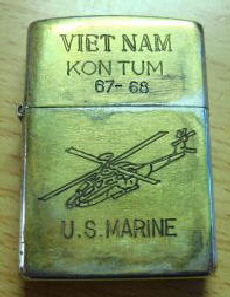 VIET NAM
KON TUM
67-68
U.S. MARINE